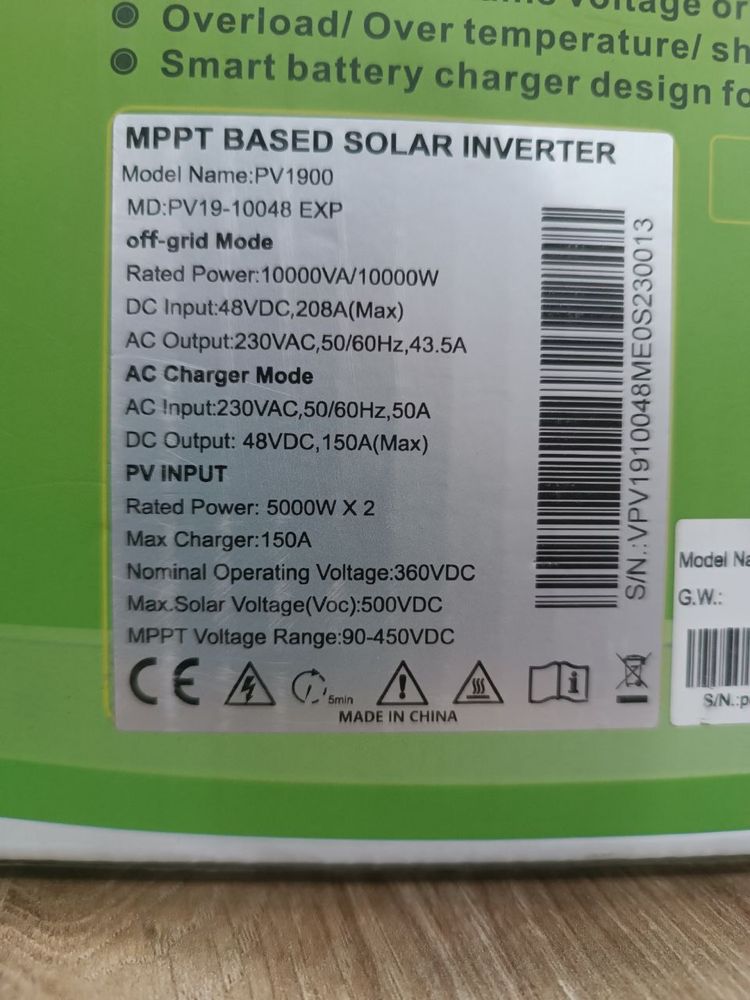 voltage or
Overload/ Over temperature/ sh
Smart battery charger design fo
MPPT BASED SOLAR INVERTER
Model Name:PV1900
MD:PV19-10048 EXP
off-grid Mode
Rated Power:10000VA/10000W
DC Input:48VDC,208A(Max)
AC Output:230VAC,50/60Hz,43.5A
AC Charger Mode
AC Input:230VAC,50/60Hz,50A
DC Output: 48VDC,150A(Max)
PV INPUT
Rated Power: 5000W X 2
Max Charger:150A
Nominal Operating Voltage:360VDC
Max.Solar Voltage(Voc):500VDC
MPPT Voltage Range:90-450VDC
CE
5min
MADE IN CHINA
S/N.:VPV1910048ME0S230013
Model Na
G.W.:
S/N.:p